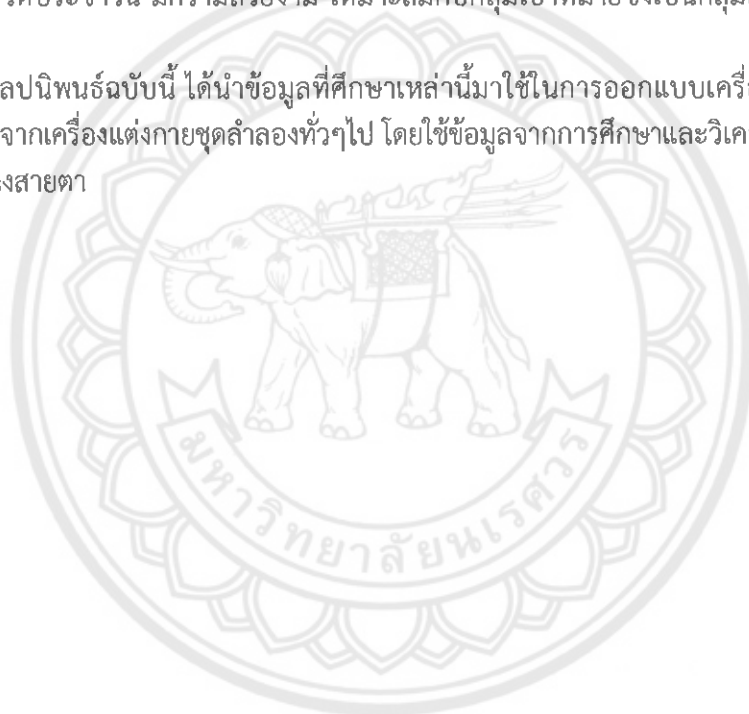 ลปนิพนธ์ฉบับนี้ ได้นำข้อมูลที่ศึกษาเหล่านี้มาใช้ในการออกแบบเครื่
จากเครื่องแต่งกายชุดลำลองทั่วๆไป โดยใช้ข้อมูลจากการศึกษาและวิเค
งสายตา
มหาวิทยาลัยนเรศวร